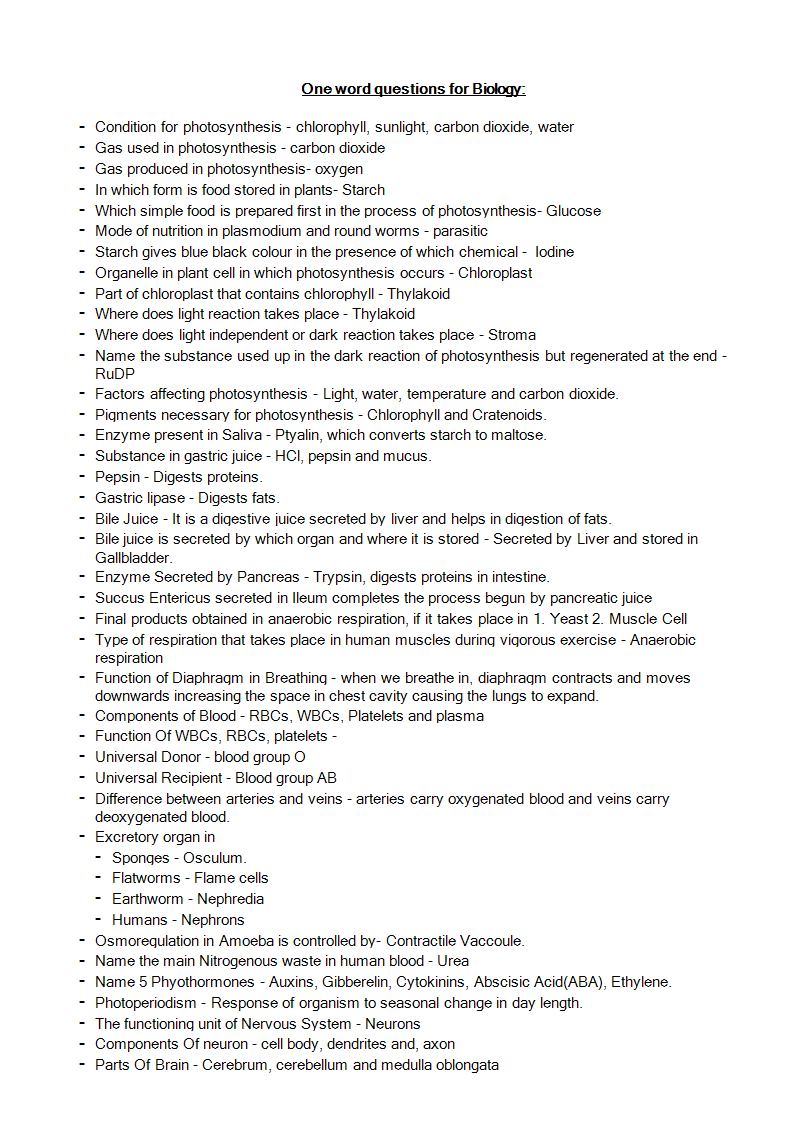 One word questions for Biology:
- Condition for photosynthesis - chlorophyll, sunlight, carbon dioxide, water
- Gas used in photosynthesis - carbon dioxide
- Gas produced in photosynthesis- oxygen
- In which form is food stored in plants- Starch
- Which simple food is prepared first in the process of photosynthesis- Glucose
- Mode of nutrition in plasmodium and round worms - parasitic
- Starch gives blue black colour in the presence of which chemical - Iodine
- Organelle in plant cell in which photosynthesis occurs - Chloroplast
- Part of chloroplast that contains chlorophyll - Thylakoid
- Where does light reaction takes place - Thylakoid
- Where does light independent or dark reaction takes place - Stroma
- Name the substance used up in the dark reaction of photosynthesis but regenerated at the end -
RuDP
- Factors affecting photosynthesis - Light, water, temperature and carbon dioxide.
- Pigments necessary for photosynthesis - Chlorophyll and Cratenoids.
- Enzyme present in Saliva - Ptyalin, which converts starch to maltose.
- Substance in gastric juice - HCl, pepsin and mucus.
- Pepsin - Digests proteins.
- Gastric lipase - Digests fats.
- Bile Juice - It is a digestive juice secreted by liver and helps in digestion of fats.
- Bile juice is secreted by which organ and where it is stored - Secreted by Liver and stored in
Gallbladder.
- Enzyme Secreted by Pancreas - Trypsin, digests proteins in intestine.
- Succus Entericus secreted in Ileum completes the process begun by pancreatic juice
- Final products obtained in anaerobic respiration, if it takes place in 1. Yeast 2. Muscle Cell
- Type of respiration that takes place in human muscles during vigorous exercise - Anaerobic
respiration
- Function of Diaphragm in Breathing - when we breathe in, diaphragm contracts and moves
downwards increasing the space in chest cavity causing the lungs to expand.
- Components of Blood - RBCs, WBCs, Platelets and plasma
- Function Of WBCs, RBCs, platelets -
- Universal Donor - blood group O
- Universal Recipient - Blood group AB
- Difference between arteries and veins - arteries carry oxygenated blood and veins carry
deoxygenated blood.
- Excretory organ in
- Sponges - Osculum.
- Flatworms - Flame cells
- Earthworm - Nephredia
- Humans - Nephrons
- Osmoregulation in Amoeba is controlled by- Contractile Vaccoule.
- Name the main Nitrogenous waste in human blood - Urea
- Name 5 Phyothormones - Auxins, Gibberelin, Cytokinins, Abscisic Acid(ABA), Ethylene.
- Photoperiodism - Response of organism to seasonal change in day length.
- The functioning unit of Nervous System - Neurons
- Components Of neuron - cell body, dendrites and, axon
- Parts Of Brain - Cerebrum, cerebellum and medulla oblongata